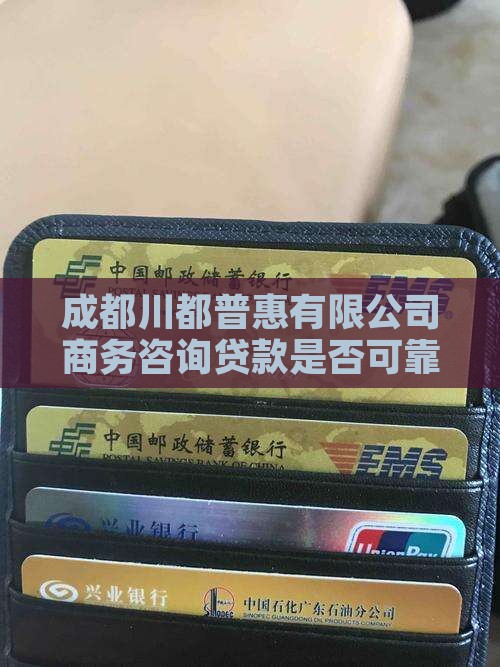 中国邮政储蓄银行
POSTAL SAVINGS
EMS
成都川都普惠有限公司
商务咨询贷款是否可靠
中国邮政储蓄银行
POSTAL SAVINGS BANK OF CHINA
EMS
兴业银行
UnionPay
兴业银行
SINOPEC
中国石化广东石油分公司
SINOPEC GUANGDONG OIL PRODUCTS COMPANY